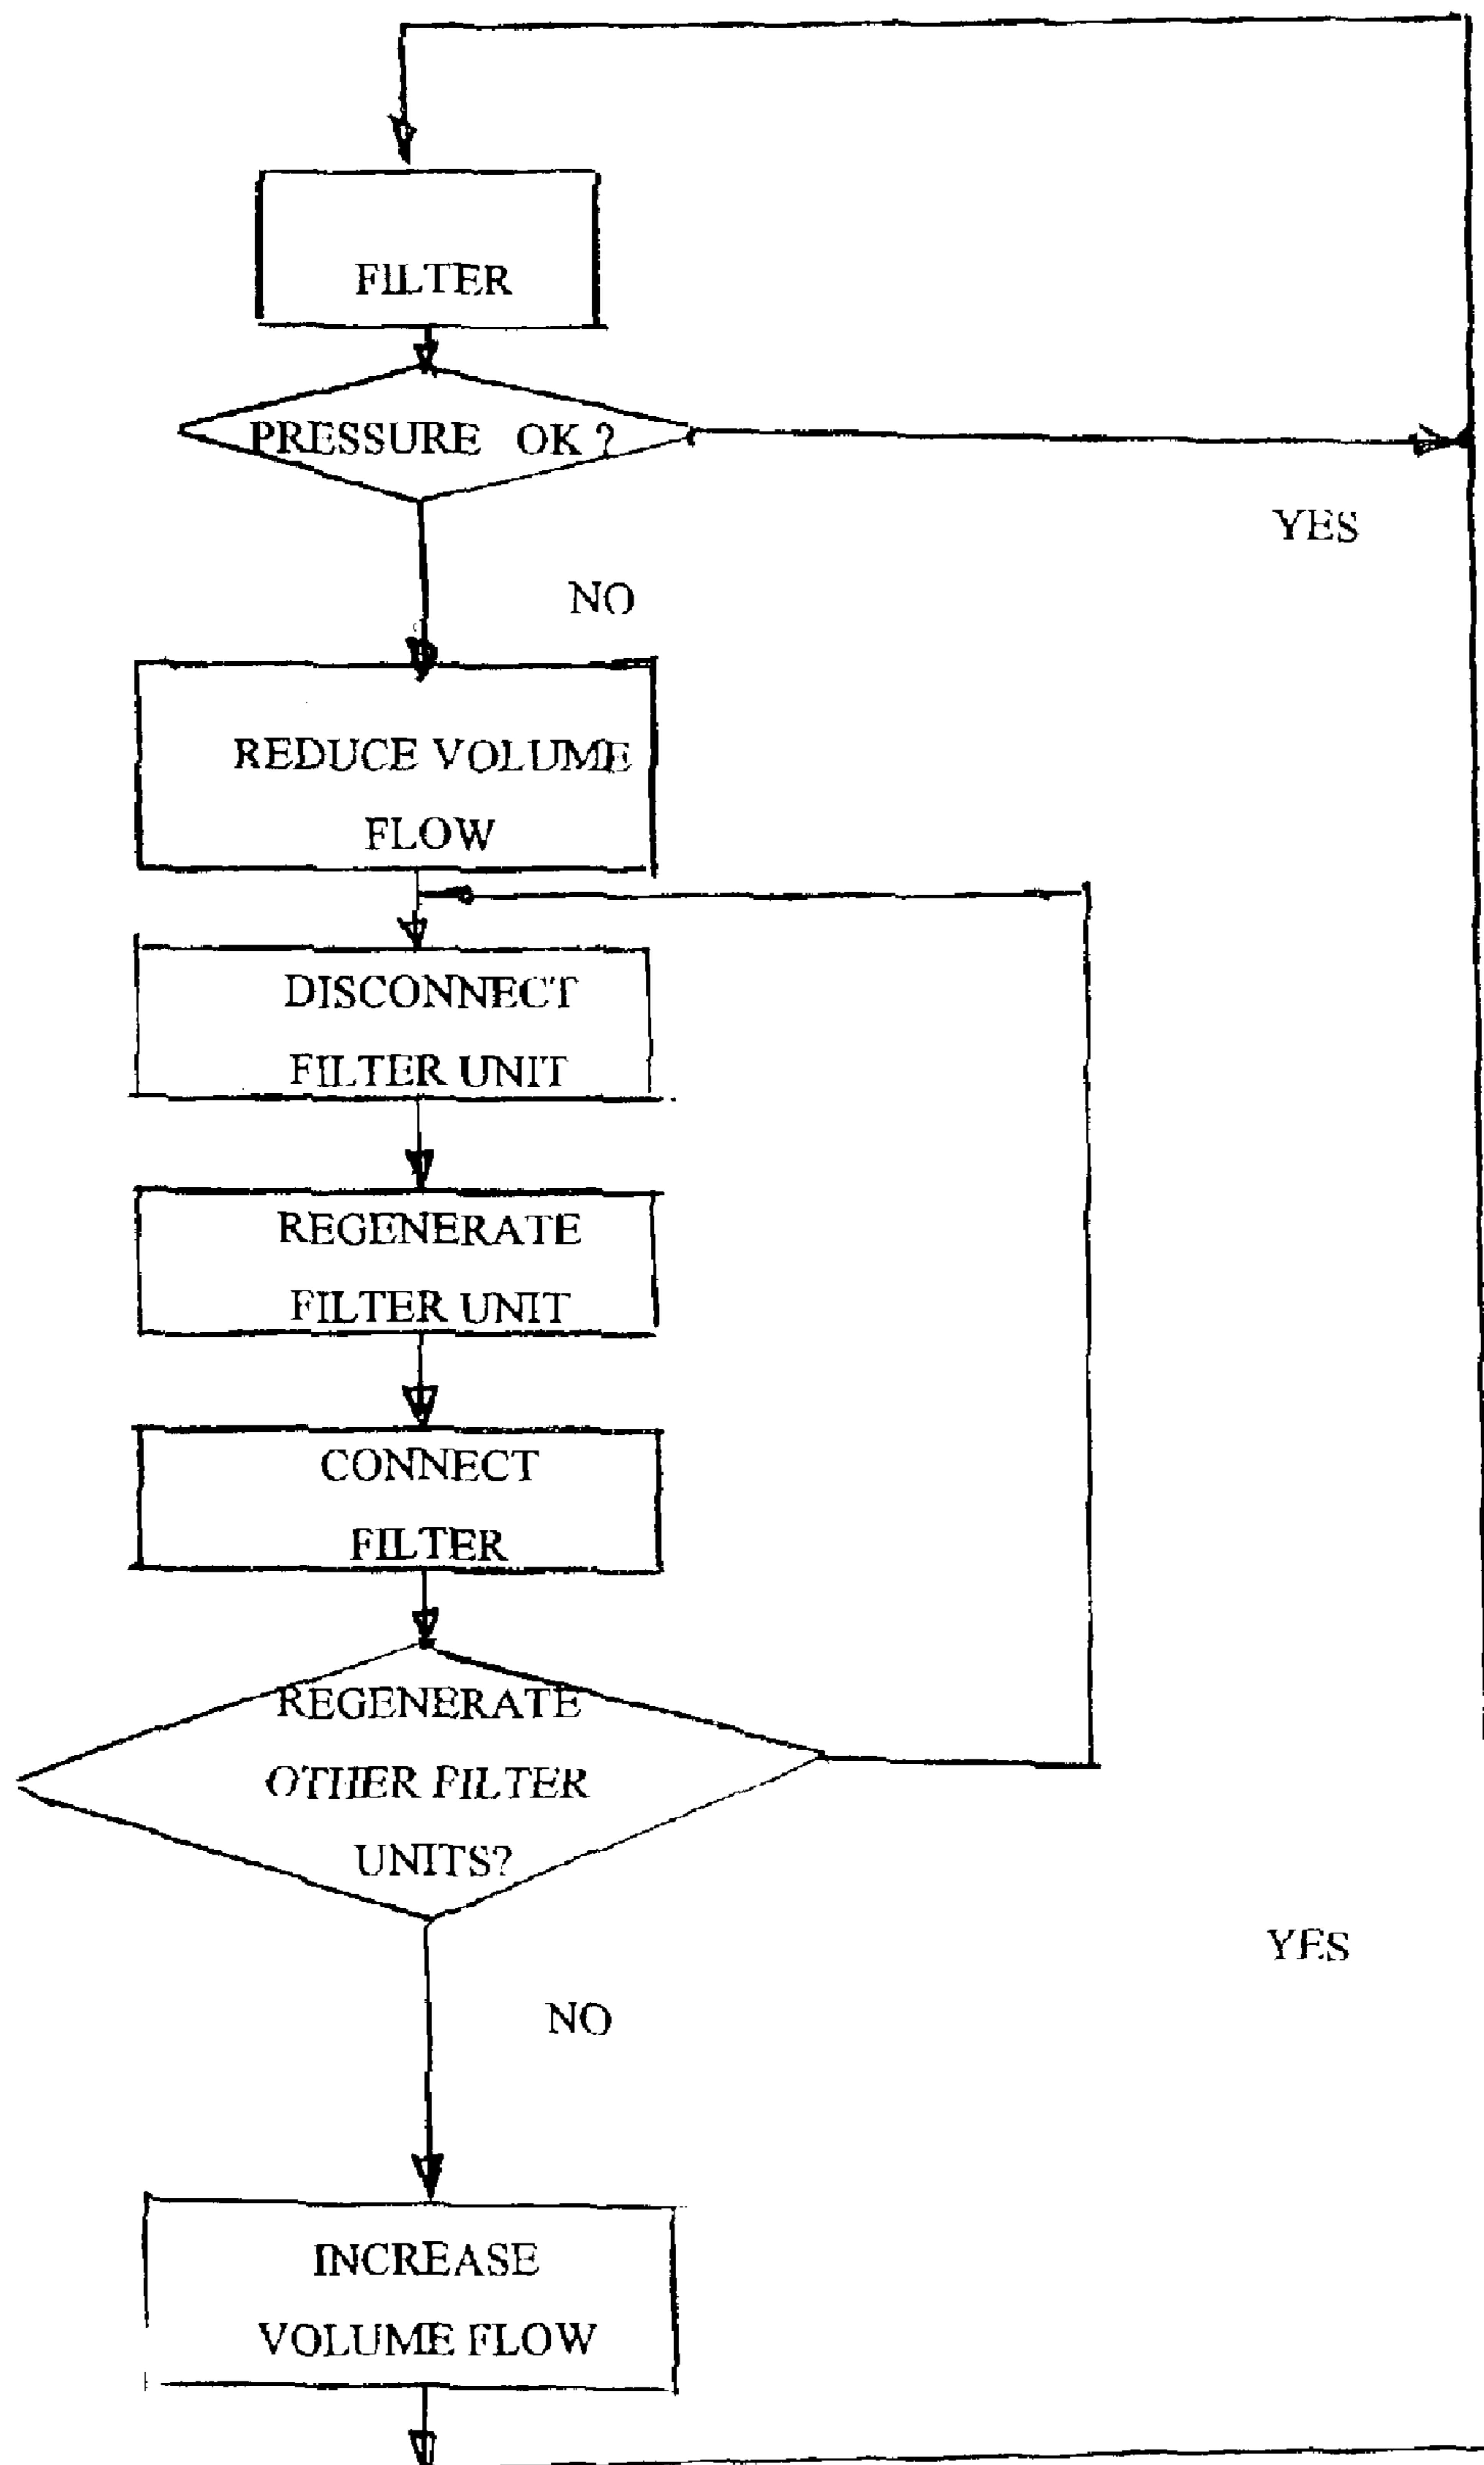 FILTER
PRESSURE OK ?
YES
NO
REDUCE VOLUME
FLOW
DISCONNECT
FILTER UNIT
REGENERATE
FILTER UNIT
CONNECT
FILTER
REGENERATE
OTHER FILTER
UNITS?
YES
NO
INCREASE
VOLUME FLOW